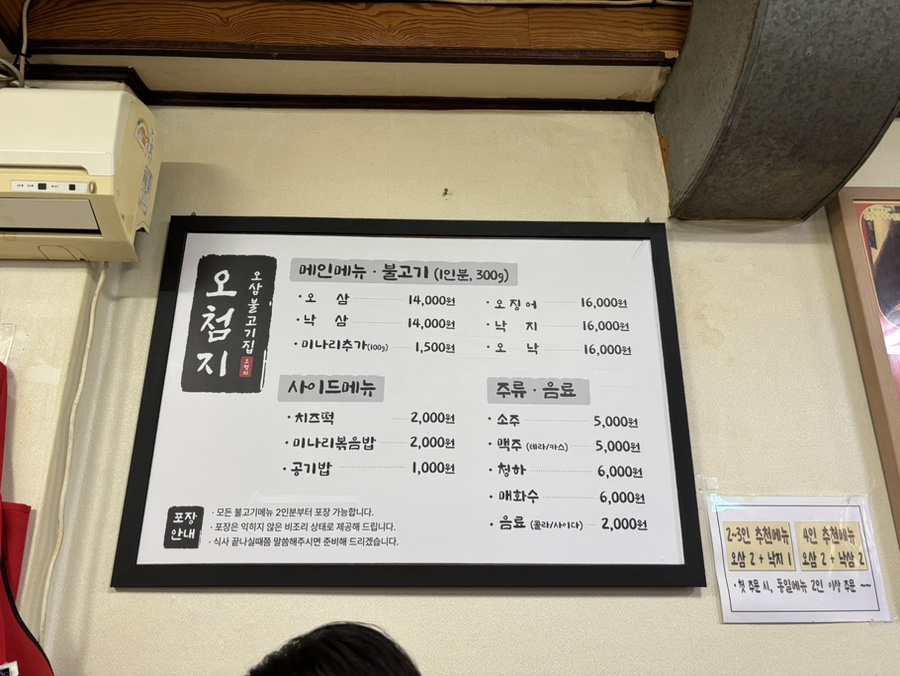 오첨지
오삼 불고기집
오첨지
메인메뉴 · 불고기 (1인분, 300g)
· 오 삼 14,000원
· 낙 삼 14,000원
· 미나리추가(100g) 1,500원
· 오징어 16,000원
· 낙 지 16,000원
· 오 낙 16,000원
사이드메뉴
· 치즈떡 2,000원
· 미나리볶음밥 2,000원
· 공기밥 1,000원
주류 · 음료
· 소주 5,000원
· 맥주 (테라/카스) 5,000원
· 청하 6,000원
· 매화수 6,000원
· 음료 (콜라/사이다) 2,000원
포장
안내
· 모든 불고기메뉴 2인분부터 포장 가능합니다.
· 포장은 익히지 않은 비조리 상태로 제공해 드립니다.
· 식사 끝나실때쯤 말씀해주시면 준비해 드리겠습니다.
2~3인 추천메뉴
오삼 2 + 낙지 1
4인 추천메뉴
오삼 2 + 낙삼 2
· 첫 주문 시, 동일메뉴 2인 이상 주문 ~~